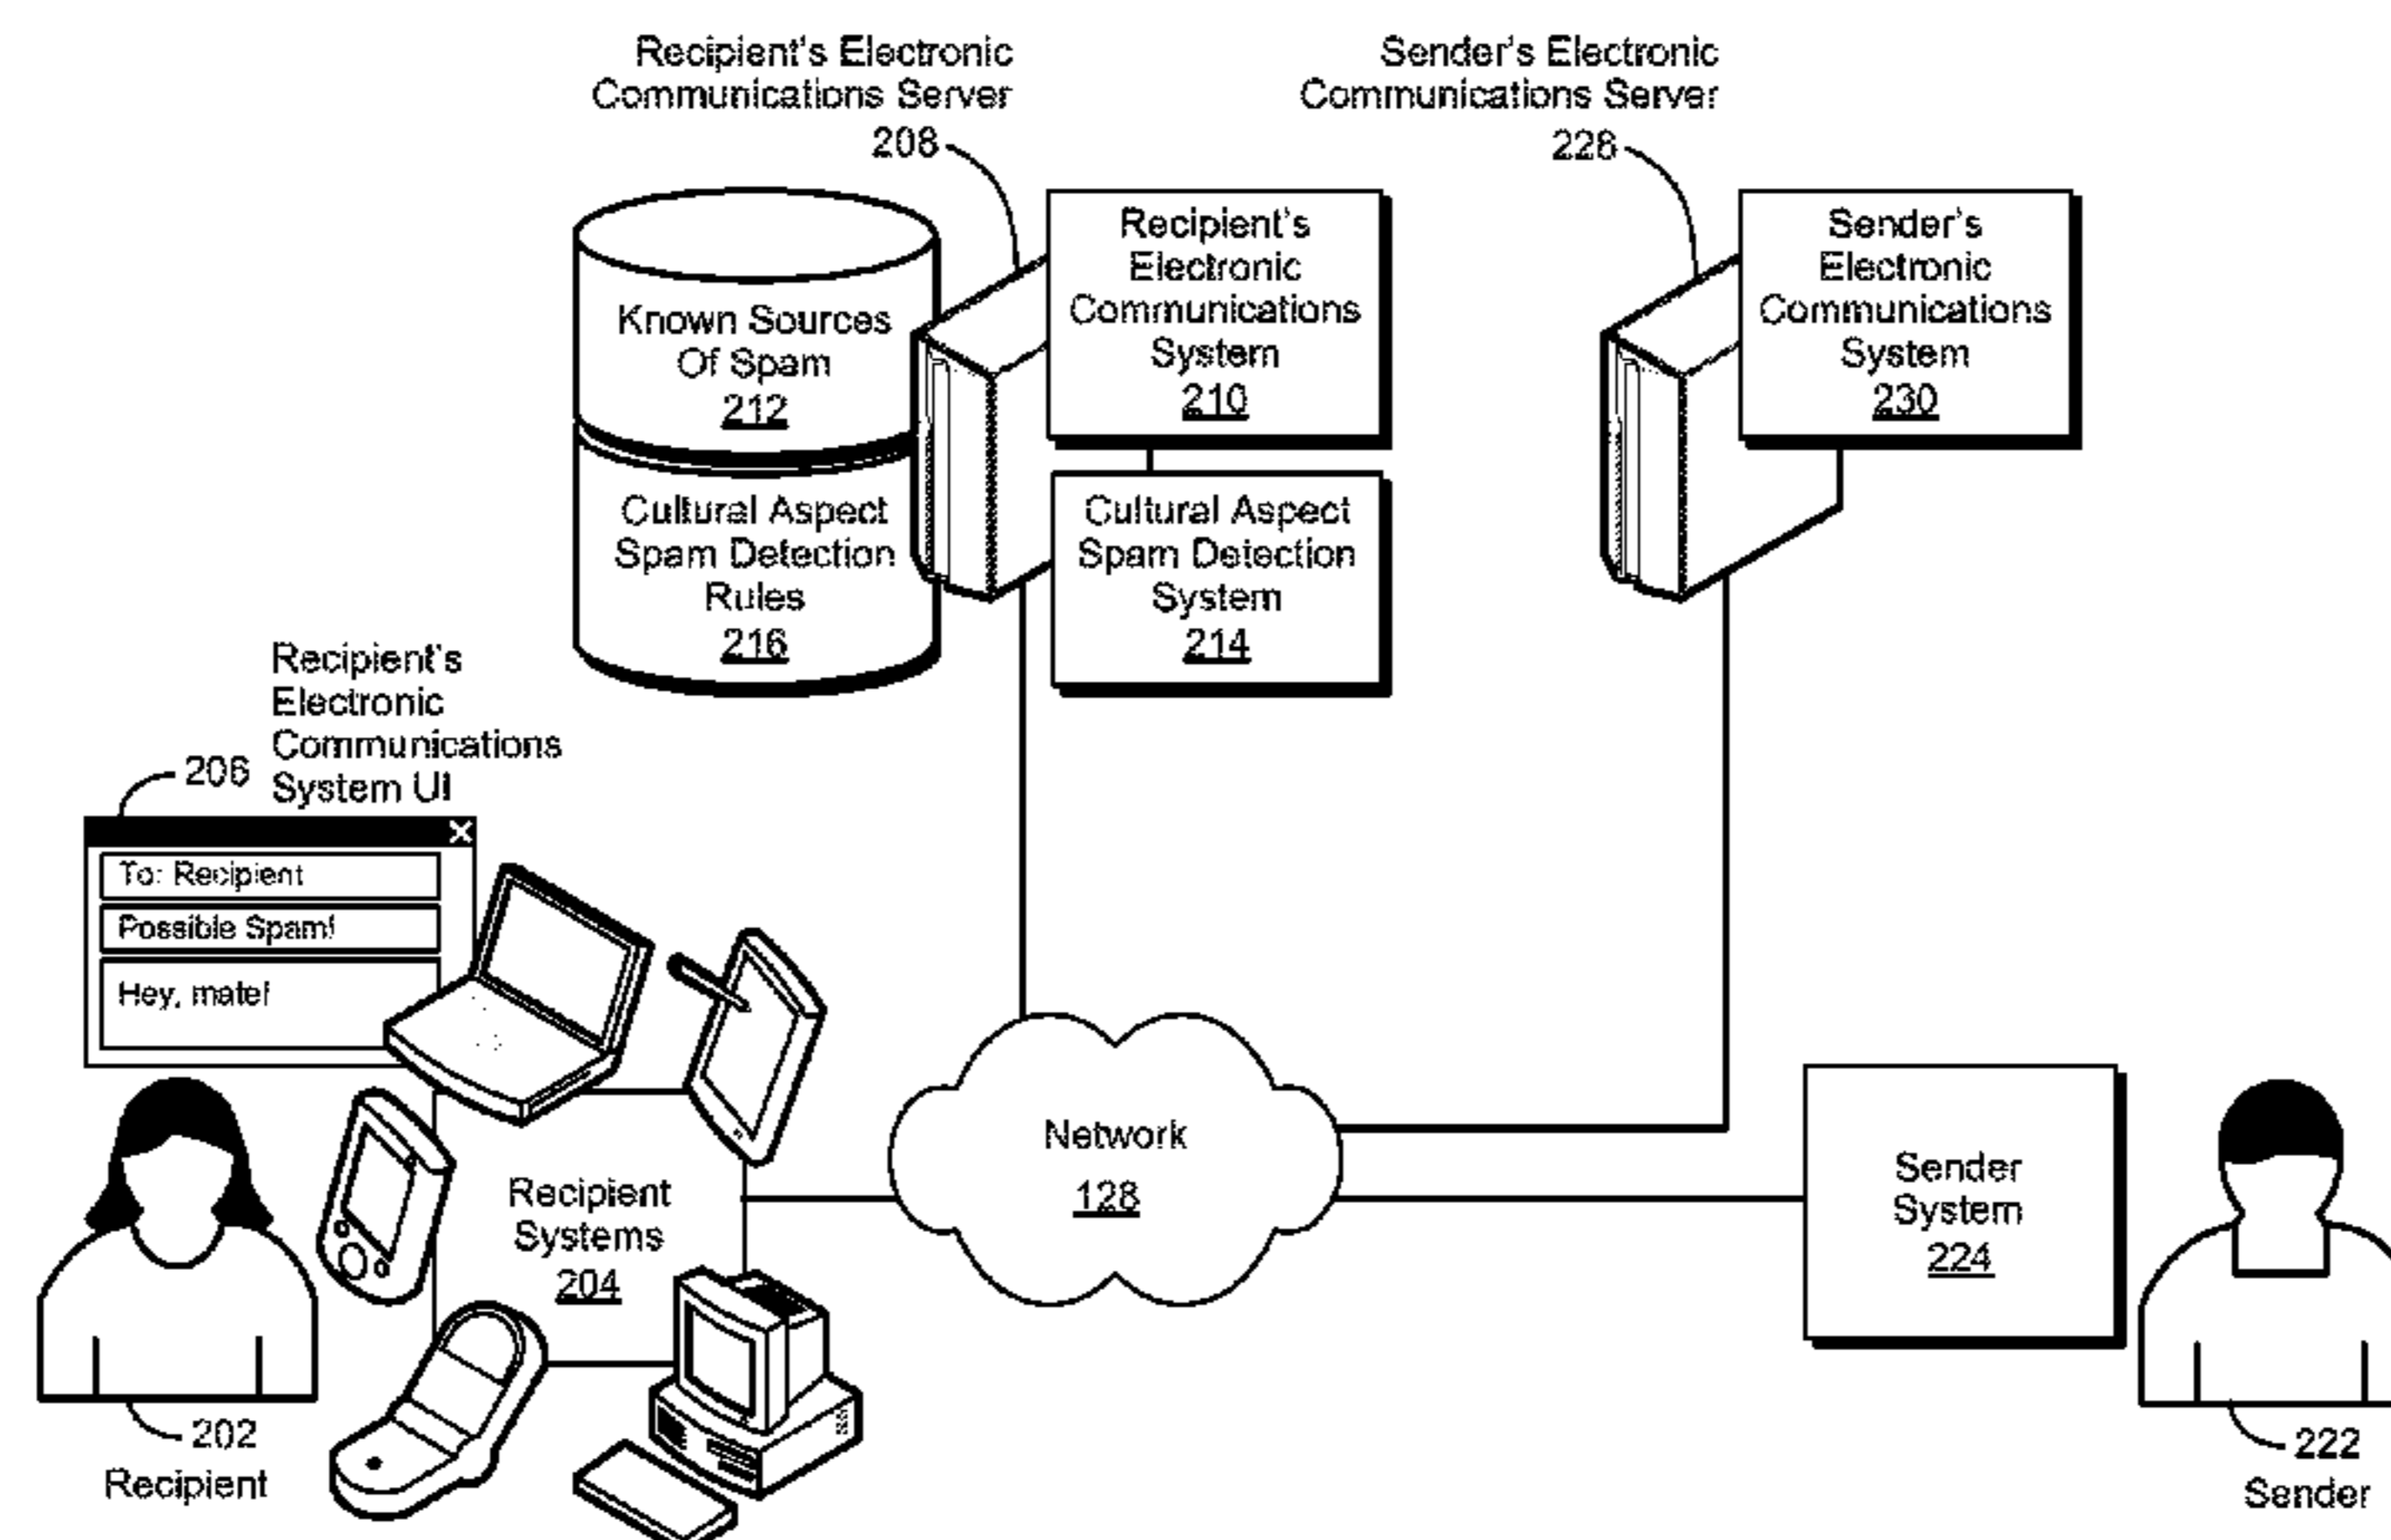 Recipient's Electronic
Communications Server
208
Sender's Electronic
Communications Server
228
Known Sources
Of Spam
212
Recipient's
Electronic
Communications
System
210
Sender's
Electronic
Communications
System
230
Cultural Aspect
Spam Detection
Rules
216
Cultural Aspect
Spam Detection
System
214
Recipient's
Electronic
Communications
System UI
206
X
To: Recipient
Possible Spam!
Hey, mate!
Recipient
Systems
204
Network
128
Sender
System
224
202
Recipient
222
Sender